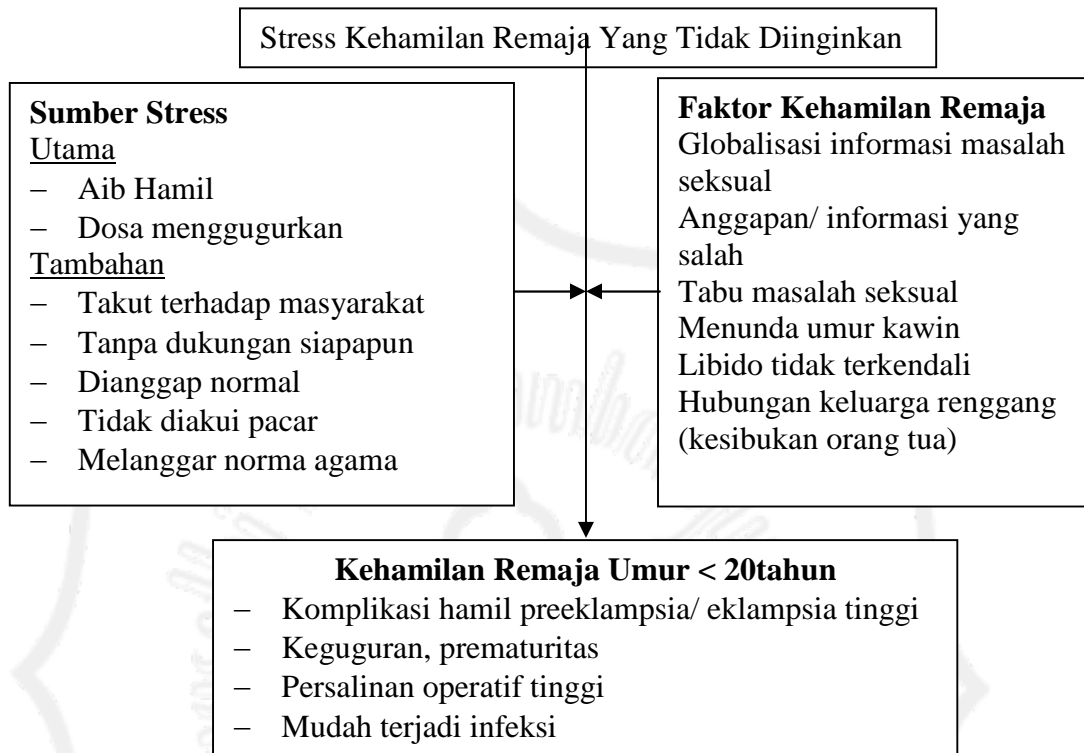 Stress Kehamilan Remaja Yang Tidak Diinginkan
Sumber Stress
Utama
– Aib Hamil
– Dosa menggugurkan
Tambahan
– Takut terhadap masyarakat
– Tanpa dukungan siapapun
– Dianggap normal
– Tidak diakui pacar
– Melanggar norma agama
Faktor Kehamilan Remaja
Globalisasi informasi masalah
seksual
Anggapan/ informasi yang
salah
Tabu masalah seksual
Menunda umur kawin
Libido tidak terkendali
Hubungan keluarga renggang
(kesibukan orang tua)
Kehamilan Remaja Umur < 20tahun
– Komplikasi hamil preeklampsia/ eklampsia tinggi
– Keguguran, prematuritas
– Persalinan operatif tinggi
– Mudah terjadi infeksi